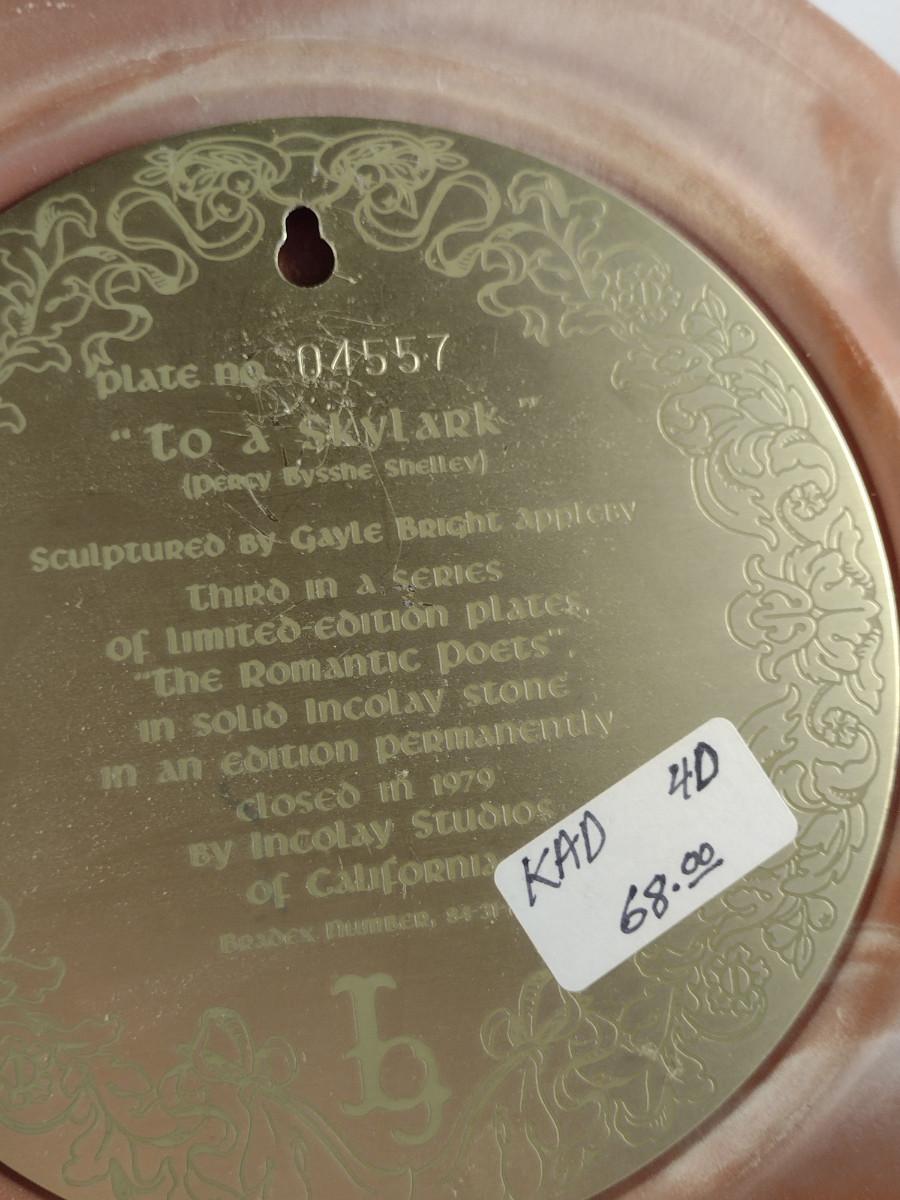 plate no. 04557
"To a Skylark"
(Percy Bysshe Shelley)
Sculptured by Gayle Bright Appleby
Third in a series
of limited-edition plates,
"The Romantic Poets",
in solid Incolay stone
in an edition permanently
closed in 1979
by Incolay Studios
of California
Bradex Number,
KAD 4D
68.00